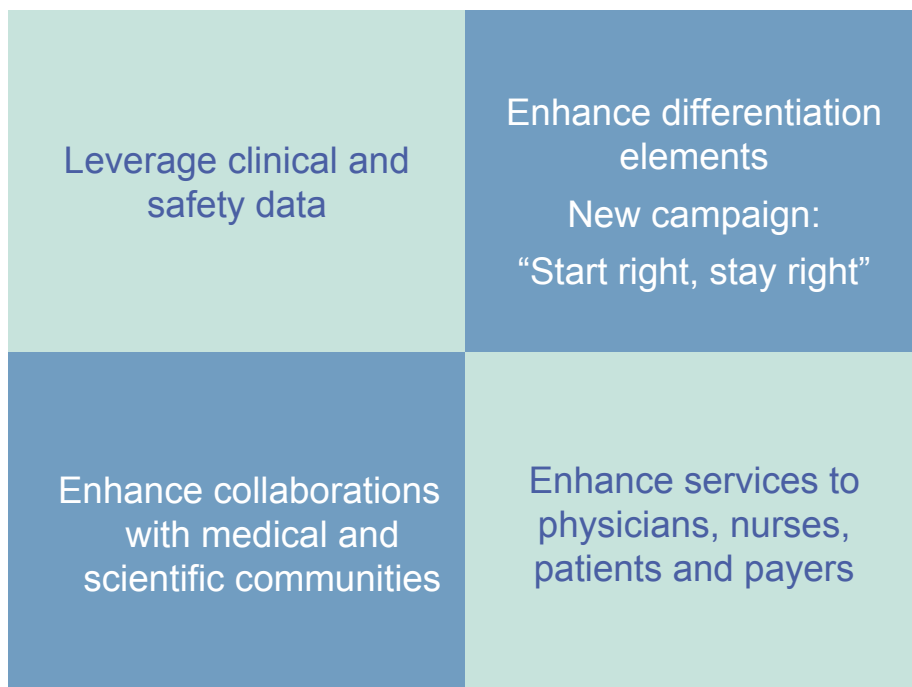 Leverage clinical and
safety data
Enhance differentiation
elements
New campaign:
“Start right, stay right”
Enhance collaborations
with medical and
scientific communities
Enhance services to
physicians, nurses,
patients and payers